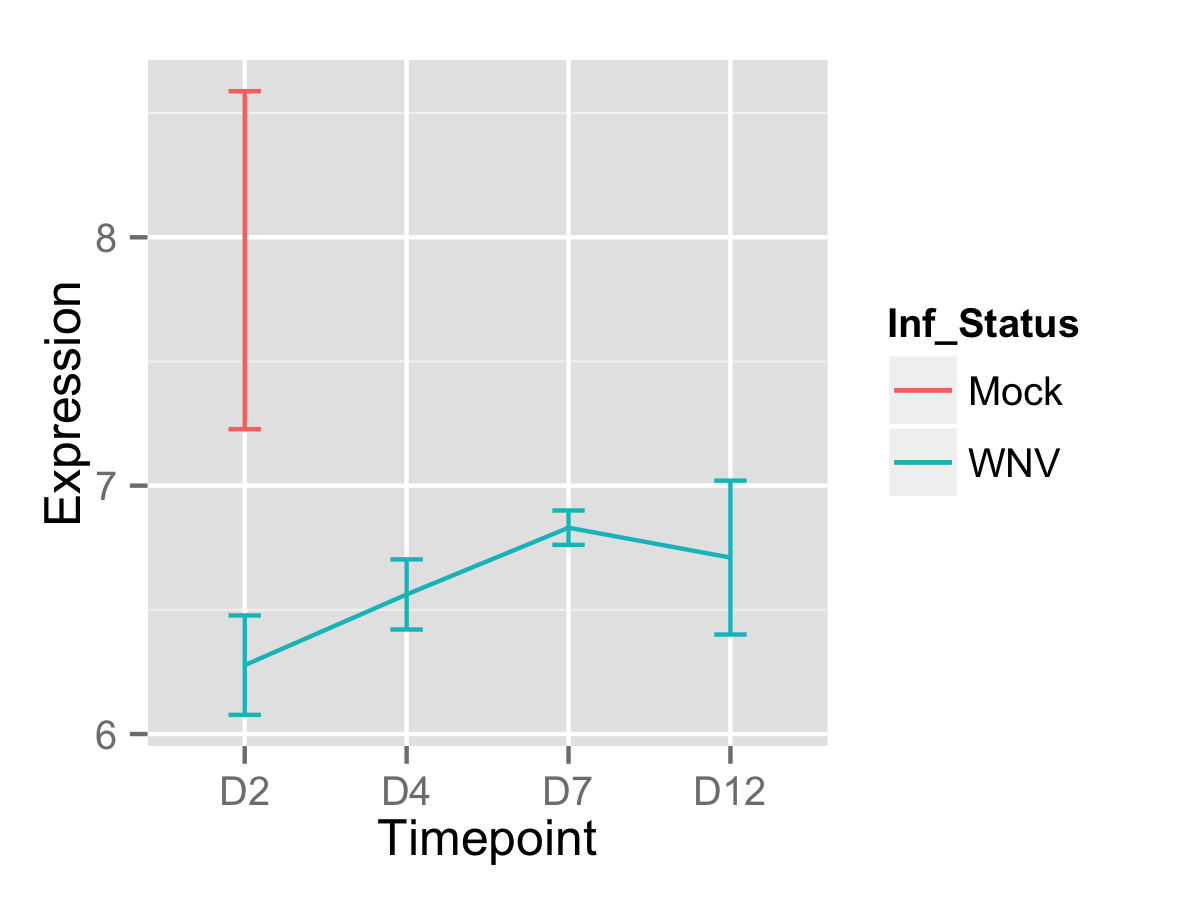 Expression
8
7
6
D2 D4 D7 D12
Timepoint
Inf_Status
Mock
WNV